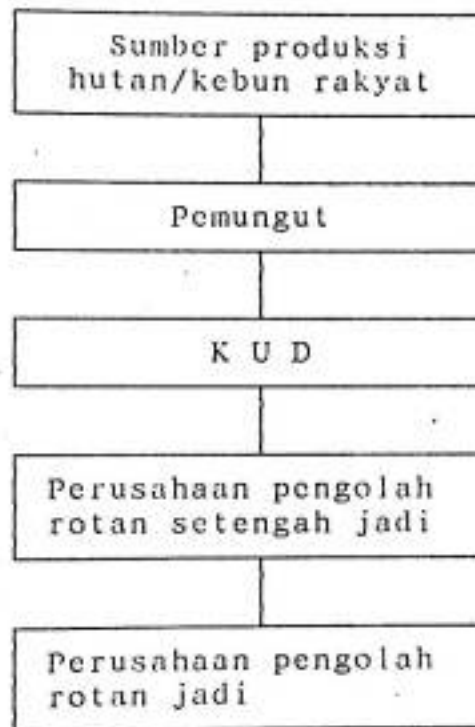 Sumber produksi
hutan/kebun rakyat
Pemungut
K U D
Perusahaan pengolah
rotan setengah jadi
Perusahaan pengolah
rotan jadi